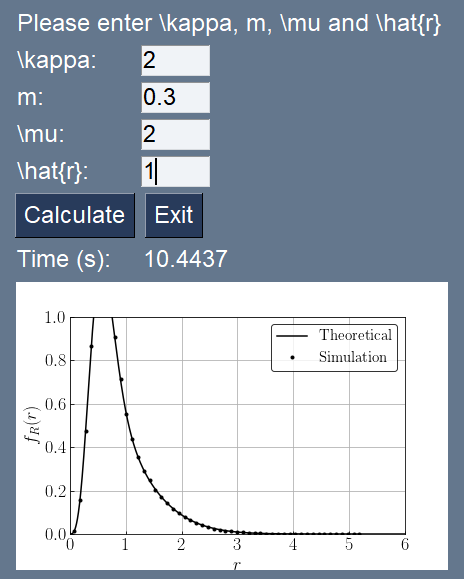 Please enter \kappa, m, \mu and \hat{r}
\kappa: 2
m: 0.3
\mu: 2
\hat{r}: 1
Calculate Exit
Time (s): 10.4437
1.0
0.8
0.6
0.4
0.2
0.0
f_R(r)
Theoretical
Simulation
0 1 2 3 4 5 6
r